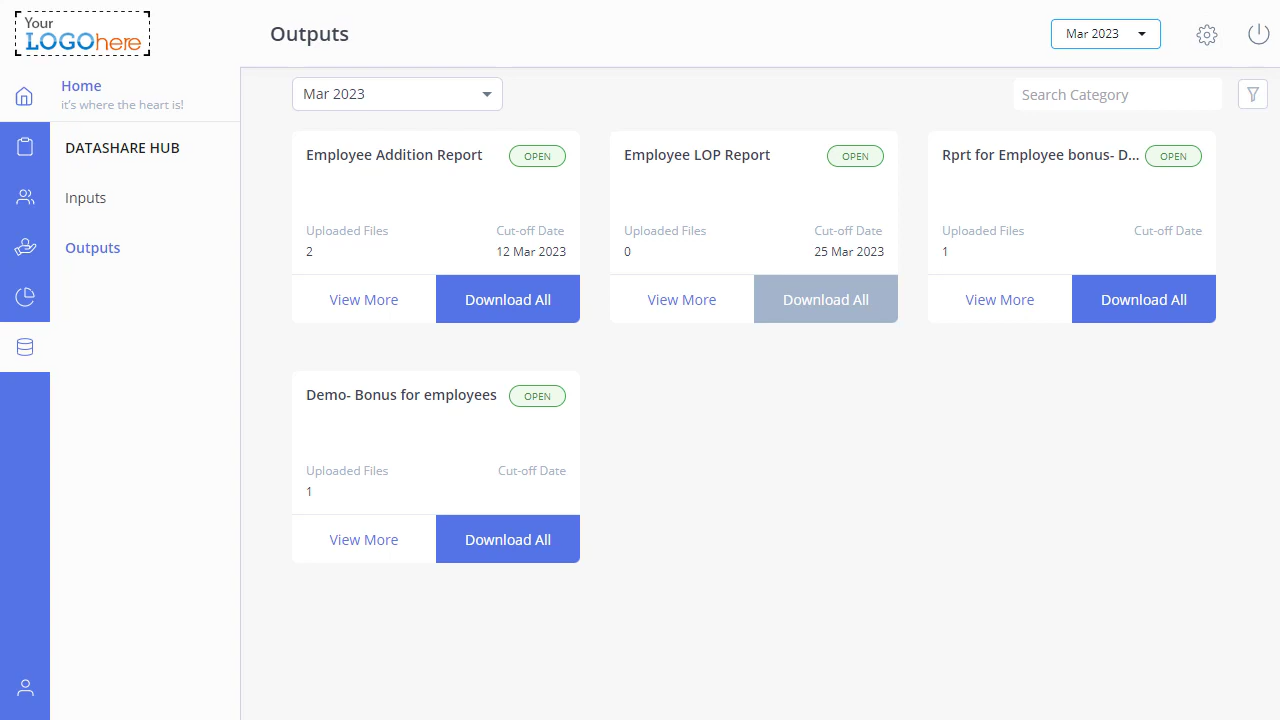 Your
LOGOhere
Outputs
Mar 2023
Home
it's where the heart is!
DATASHARE HUB
Inputs
Outputs
Mar 2023
Search Category
Employee Addition Report
OPEN
Uploaded Files
Cut-off Date
2
12 Mar 2023
View More
Download All
Employee LOP Report
OPEN
Uploaded Files
Cut-off Date
0
25 Mar 2023
View More
Download All
Rprt for Employee bonus- D...
OPEN
Uploaded Files
Cut-off Date
1
View More
Download All
Demo- Bonus for employees
OPEN
Uploaded Files
Cut-off Date
1
View More
Download All